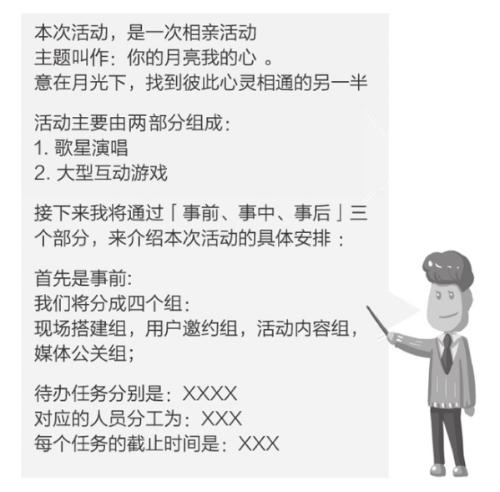 本次活动，是一次相亲活动
主题叫作：你的月亮我的心 。
意在月光下，找到彼此心灵相通的另一半
活动主要由两部分组成：
1. 歌星演唱
2. 大型互动游戏
接下来我将通过「 事前、事中、事后 」三
个部分，来介绍本次活动的具体安排 ：
首先是事前:
我们将分成四个组：
现场搭建组，用户邀约组，活动内容组，
媒体公关组；
待办任务分别是：XXXX
对应的人员分工为：XXX
每个任务的截止时间是：XXX